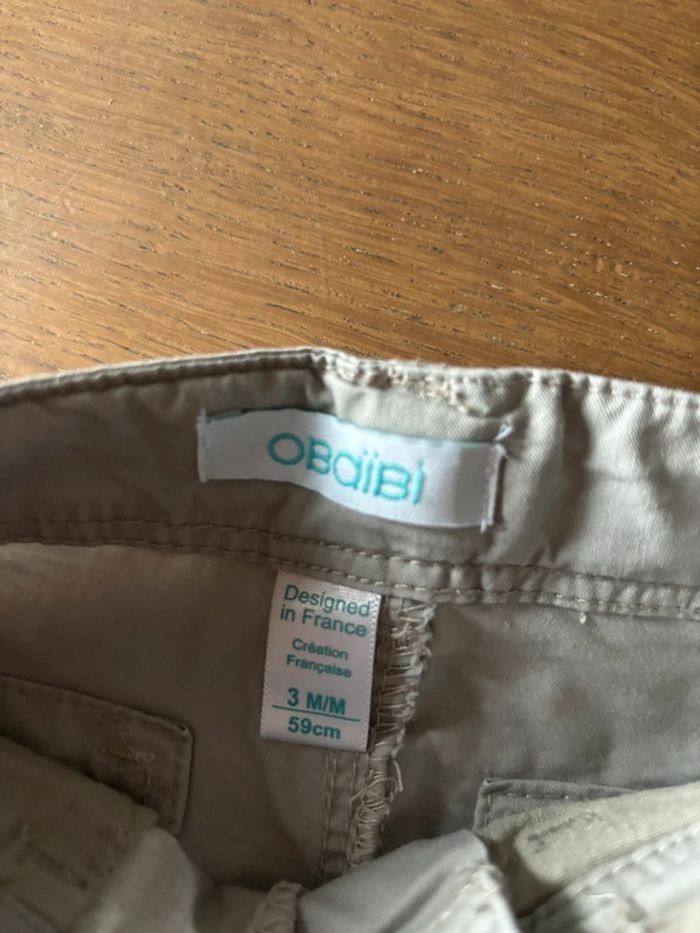 OBaïBi
Designed
in France
Création
Française
3 M/M
59cm